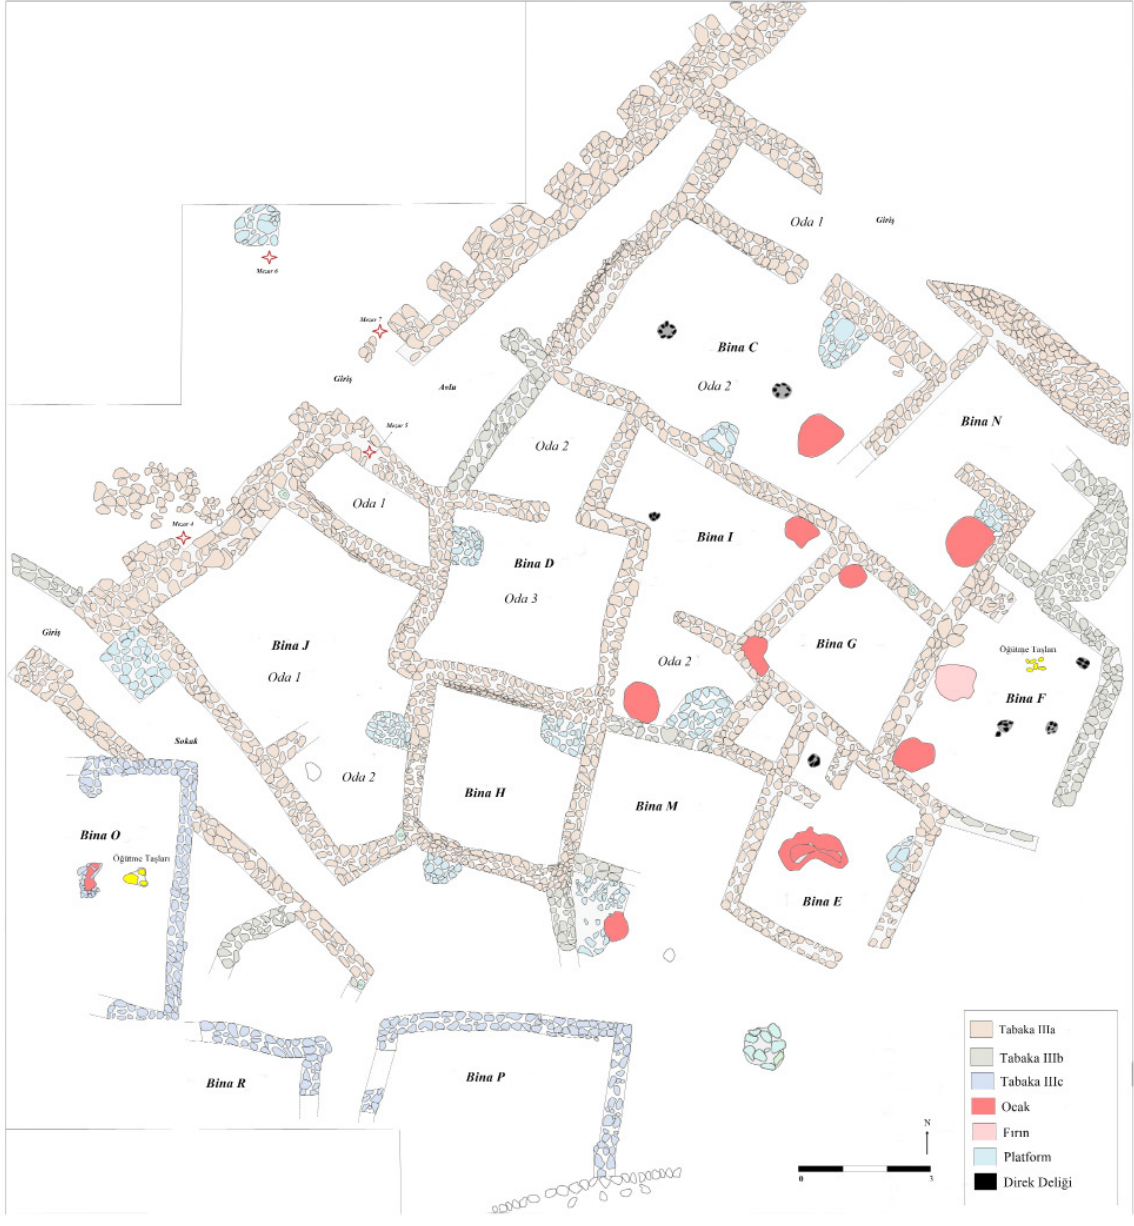 Oda 1
Giriş
Mezar 6
Mezar 7
Bina C
Giriş
Avlu
Oda 2
Bina N
Mezar 5
Oda 2
Oda 1
Mezar 4
Bina I
Bina D
Oda 3
Giriş
Bina J
Bina G
Öğütme Taşları
Oda 2
Oda 1
Bina F
Sokak
Oda 2
Bina H
Bina M
Bina O
Öğütme Taşları
Bina E
Tabaka IIIa
Tabaka IIIb
Bina P
Bina R
Tabaka IIIc
Ocak
N
Fırın
Platform
0
3
Direk Deliği